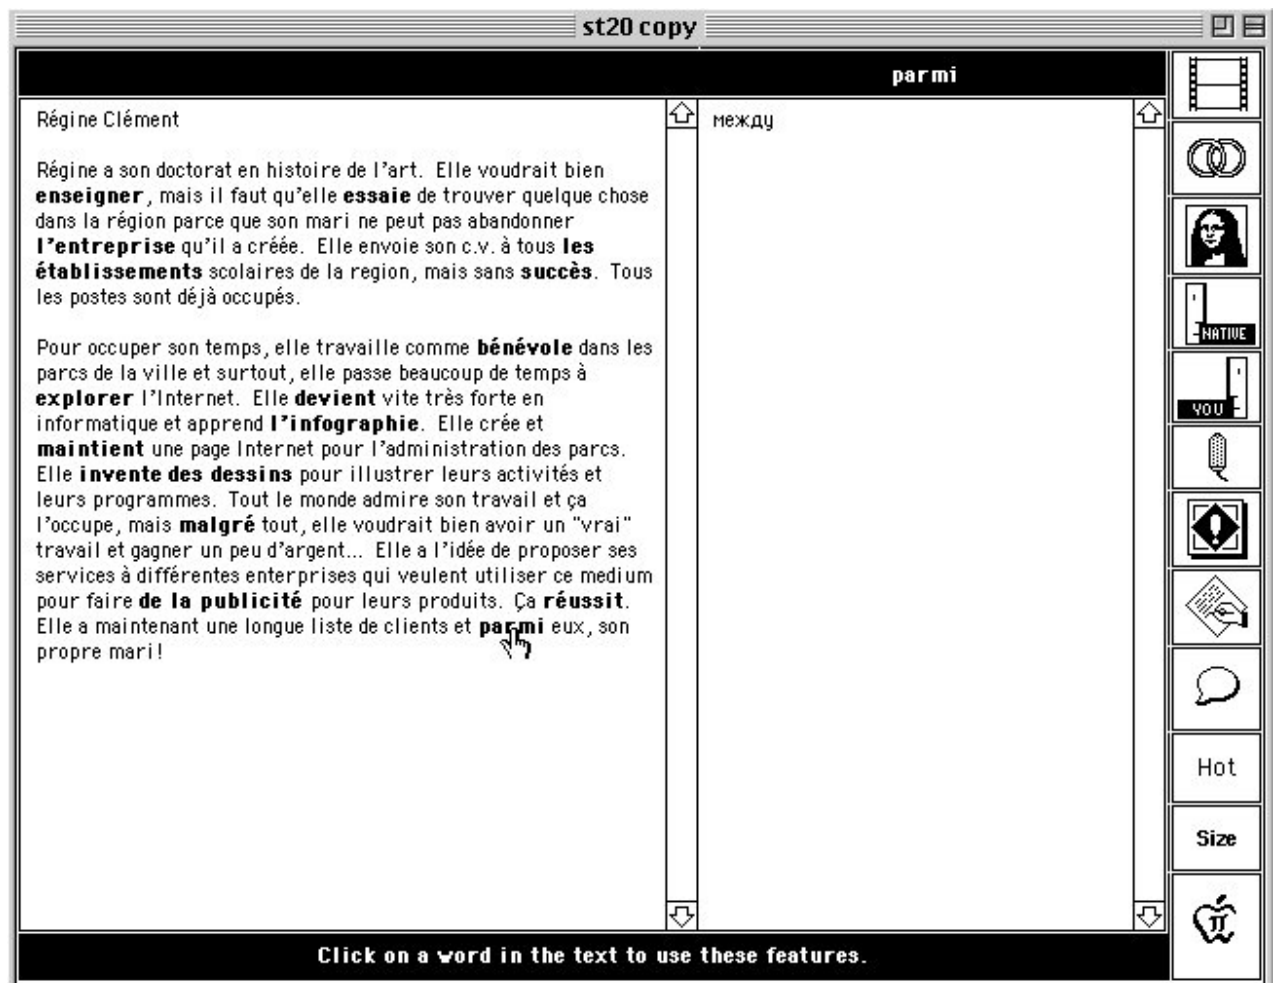 st20 copy
parmi
Régine Clément
Régine a son doctorat en histoire de l'art. Elle voudrait bien
enseigner, mais il faut qu'elle essaie de trouver quelque chose
dans la région parce que son mari ne peut pas abandonner
l'entreprise qu'il a créée. Elle envoie son c.v. à tous les
établissements scolaires de la region, mais sans succès. Tous
les postes sont déjà occupés.
Pour occuper son temps, elle travaille comme bénévole dans les
parcs de la ville et surtout, elle passe beaucoup de temps à
explorer l'Internet. Elle devient vite très forte en
informatique et apprend l'infographie. Elle crée et
maintient une page Internet pour l'administration des parcs.
Elle invente des dessins pour illustrer leurs activités et
leurs programmes. Tout le monde admire son travail et ça
l'occupe, mais malgré tout, elle voudrait bien avoir un "vrai"
travail et gagner un peu d'argent... Elle a l'idée de proposer ses
services à différentes enterprises qui veulent utiliser ce medium
pour faire de la publicité pour leurs produits. Ça réussit.
Elle a maintenant une longue liste de clients et parmi eux, son
propre mari!
между
NATIVE
YOU
Hot
Size
Click on a word in the text to use these features.